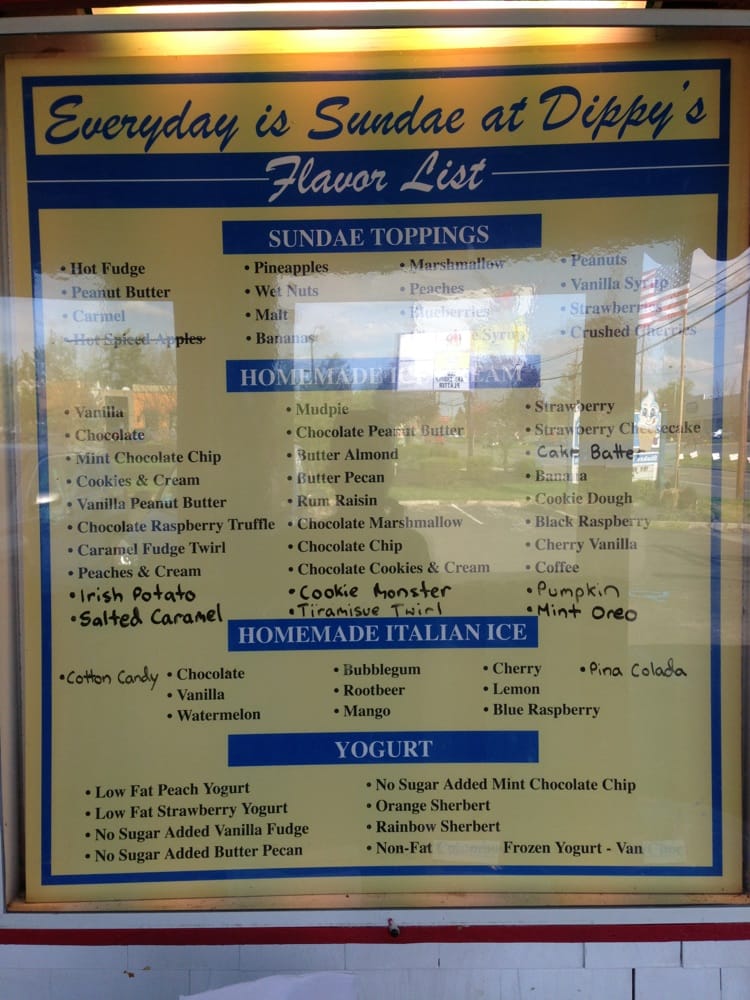 Everyday is Sundae at Dippy's
Flavor List
SUNDAE TOPPINGS
• Hot Fudge
• Peanut Butter
• Carmel
• Hot Spiced Apples
• Pineapples
• Wet Nuts
• Malt
• Bananas
• Marshmallow
• Peaches
• Blueberries
Syrup
• Peanuts
• Vanilla Syrup
• Strawberries
• Crushed Cherries
HOMEMADE ICE CREAM
• Vanilla
• Chocolate
• Mint Chocolate Chip
• Cookies & Cream
• Vanilla Peanut Butter
• Chocolate Raspberry Truffle
• Caramel Fudge Twirl
• Peaches & Cream
• Irish Potato
• Salted Caramel
• Mudpie
• Chocolate Peanut Butter
• Butter Almond
• Butter Pecan
• Rum Raisin
• Chocolate Marshmallow
• Chocolate Chip
• Chocolate Cookies & Cream
• Cookie Monster
• Tiramisue Twirl
• Strawberry
• Strawberry Cheesecake
• Cake Batter
• Banana
• Cookie Dough
• Black Raspberry
• Cherry Vanilla
• Coffee
• Pumpkin
• Mint Oreo
HOMEMADE ITALIAN ICE
• Cotton Candy
• Chocolate
• Vanilla
• Watermelon
• Bubblegum
• Rootbeer
• Mango
• Cherry
• Lemon
• Blue Raspberry
• Pina Colada
YOGURT
• Low Fat Peach Yogurt
• Low Fat Strawberry Yogurt
• No Sugar Added Vanilla Fudge
• No Sugar Added Butter Pecan
• No Sugar Added Mint Chocolate Chip
• Orange Sherbert
• Rainbow Sherbert
• Non-Fat Frozen Yogurt - Van